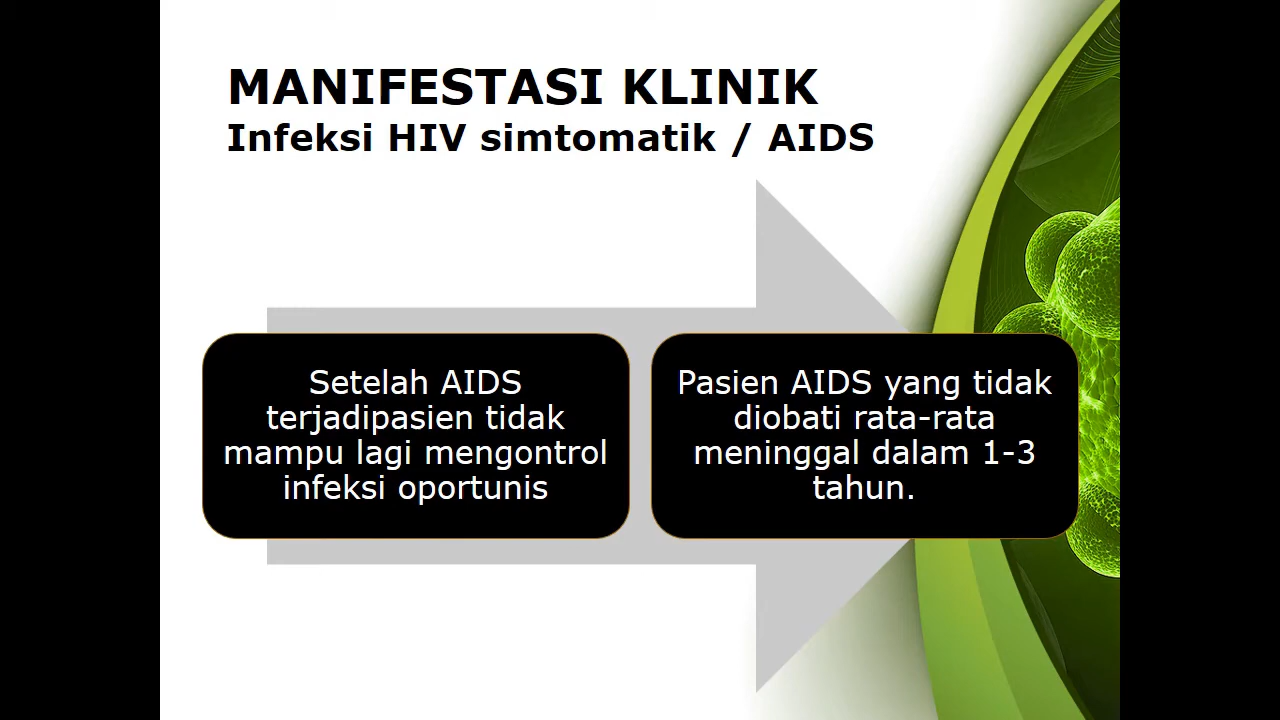 MANIFESTASI KLINIK
Infeksi HIV simtomatik / AIDS
Setelah AIDS
terjadipasien tidak
mampu lagi mengontrol
infeksi oportunis
Pasien AIDS yang tidak
diobati rata-rata
meninggal dalam 1-3
tahun.